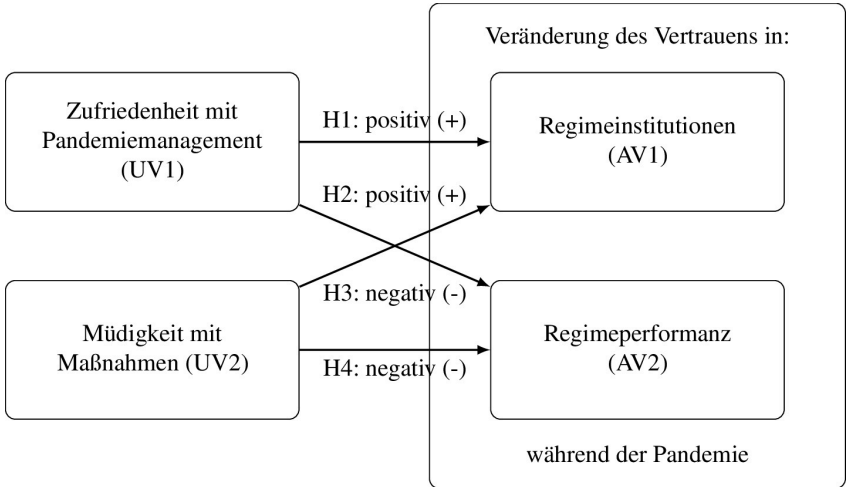 Veränderung des Vertrauens in:
Zufriedenheit mit
Pandemiemanagement
(UV1)
H1: positiv (+)
Regimeinstitutionen
(AV1)
H2: positiv (+)
H3: negativ (-)
Müdigkeit mit
Maßnahmen (UV2)
H4: negativ (-)
Regimeperformanz
(AV2)
während der Pandemie